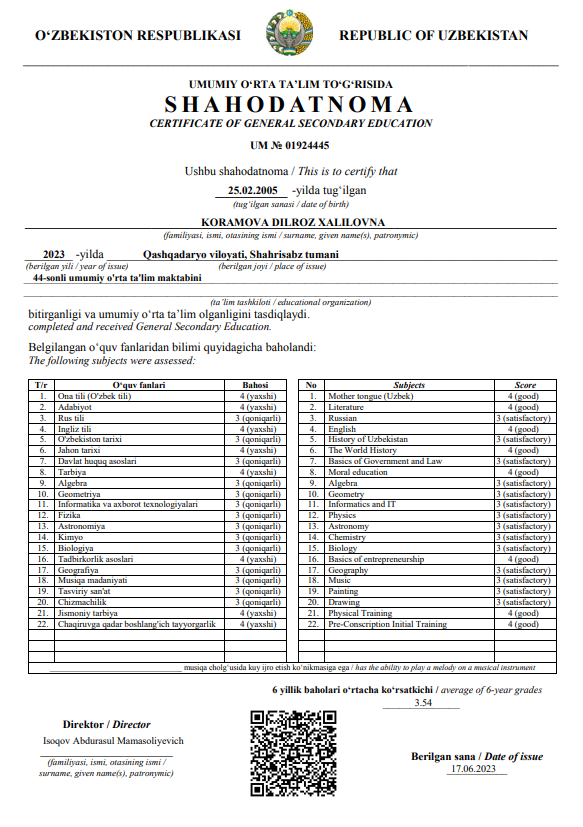 O‘ZBEKISTON RESPUBLIKASI REPUBLIC OF UZBEKISTAN
UMUMIY O‘RTA TA’LIM TO‘G‘RISIDA
SHAHODATNOMA
CERTIFICATE OF GENERAL SECONDARY EDUCATION
UM № 01924445
Ushbu shahodatnoma / This is to certify that
25.02.2005 -yilda tug‘ilgan
(tug‘ilgan sanasi / date of birth)
KORAMOVA DILROZ XALILOVNA
(familiyasi, ismi, otasining ismi / surname, given name(s), patronymic)
2023 -yilda Qashqadaryo viloyati, Shahrisabz tumani
(berilgan yili / year of issue) (berilgan joyi / place of issue)
44-sonli umumiy o'rta ta'lim maktabini
(ta’lim tashkiloti / educational organization)
bitirganligi va umumiy o‘rta ta’lim olganligini tasdiqlaydi.
completed and received General Secondary Education.
Belgilangan o‘quv fanlaridan bilimi quyidagicha baholandi:
The following subjects were assessed:
T/r O‘quv fanlari Bahosi No Subjects Score
1. Ona tili (O'zbek tili) 4 (yaxshi) 1. Mother tongue (Uzbek) 4 (good)
2. Adabiyot 4 (yaxshi) 2. Literature 4 (good)
3. Rus tili 3 (qoniqarli) 3. Russian 3 (satisfactory)
4. Ingliz tili 4 (yaxshi) 4. English 4 (good)
5. O'zbekiston tarixi 3 (qoniqarli) 5. History of Uzbekistan 3 (satisfactory)
6. Jahon tarixi 4 (yaxshi) 6. The World History 4 (good)
7. Davlat huquq asoslari 3 (qoniqarli) 7. Basics of Government and Law 3 (satisfactory)
8. Tarbiya 4 (yaxshi) 8. Moral education 4 (good)
9. Algebra 3 (qoniqarli) 9. Algebra 3 (satisfactory)
10. Geometriya 3 (qoniqarli) 10. Geometry 3 (satisfactory)
11. Informatika va axborot texnologiyalari 3 (qoniqarli) 11. Informatics and IT 3 (satisfactory)
12. Fizika 3 (qoniqarli) 12. Physics 3 (satisfactory)
13. Astronomiya 3 (qoniqarli) 13. Astronomy 3 (satisfactory)
14. Kimyo 3 (qoniqarli) 14. Chemistry 3 (satisfactory)
15. Biologiya 3 (qoniqarli) 15. Biology 3 (satisfactory)
16. Tadbirkorlik asoslari 4 (yaxshi) 16. Basics of entrepreneurship 4 (good)
17. Geografiya 3 (qoniqarli) 17. Geography 3 (satisfactory)
18. Musiqa madaniyati 3 (qoniqarli) 18. Music 3 (satisfactory)
19. Tasviriy san'at 3 (qoniqarli) 19. Painting 3 (satisfactory)
20. Chizmachilik 3 (qoniqarli) 20. Drawing 3 (satisfactory)
21. Jismoniy tarbiya 4 (yaxshi) 21. Physical Training 4 (good)
22. Chaqiruvga qadar boshlang'ich tayyorgarlik 4 (yaxshi) 22. Pre-Conscription Initial Training 4 (good)
musiqa cholg‘usida kuy ijro etish ko‘nikmasiga ega / has the ability to play a melody on a musical instrument
6 yillik baholari o‘rtacha ko‘rsatkichi / average of 6-year grades
3.54
Direktor / Director
Isoqov Abdurasul Mamasoliyevich
(familiyasi, ismi, otasining ismi /
surname, given name(s), patronymic)
Berilgan sana / Date of issue
17.06.2023